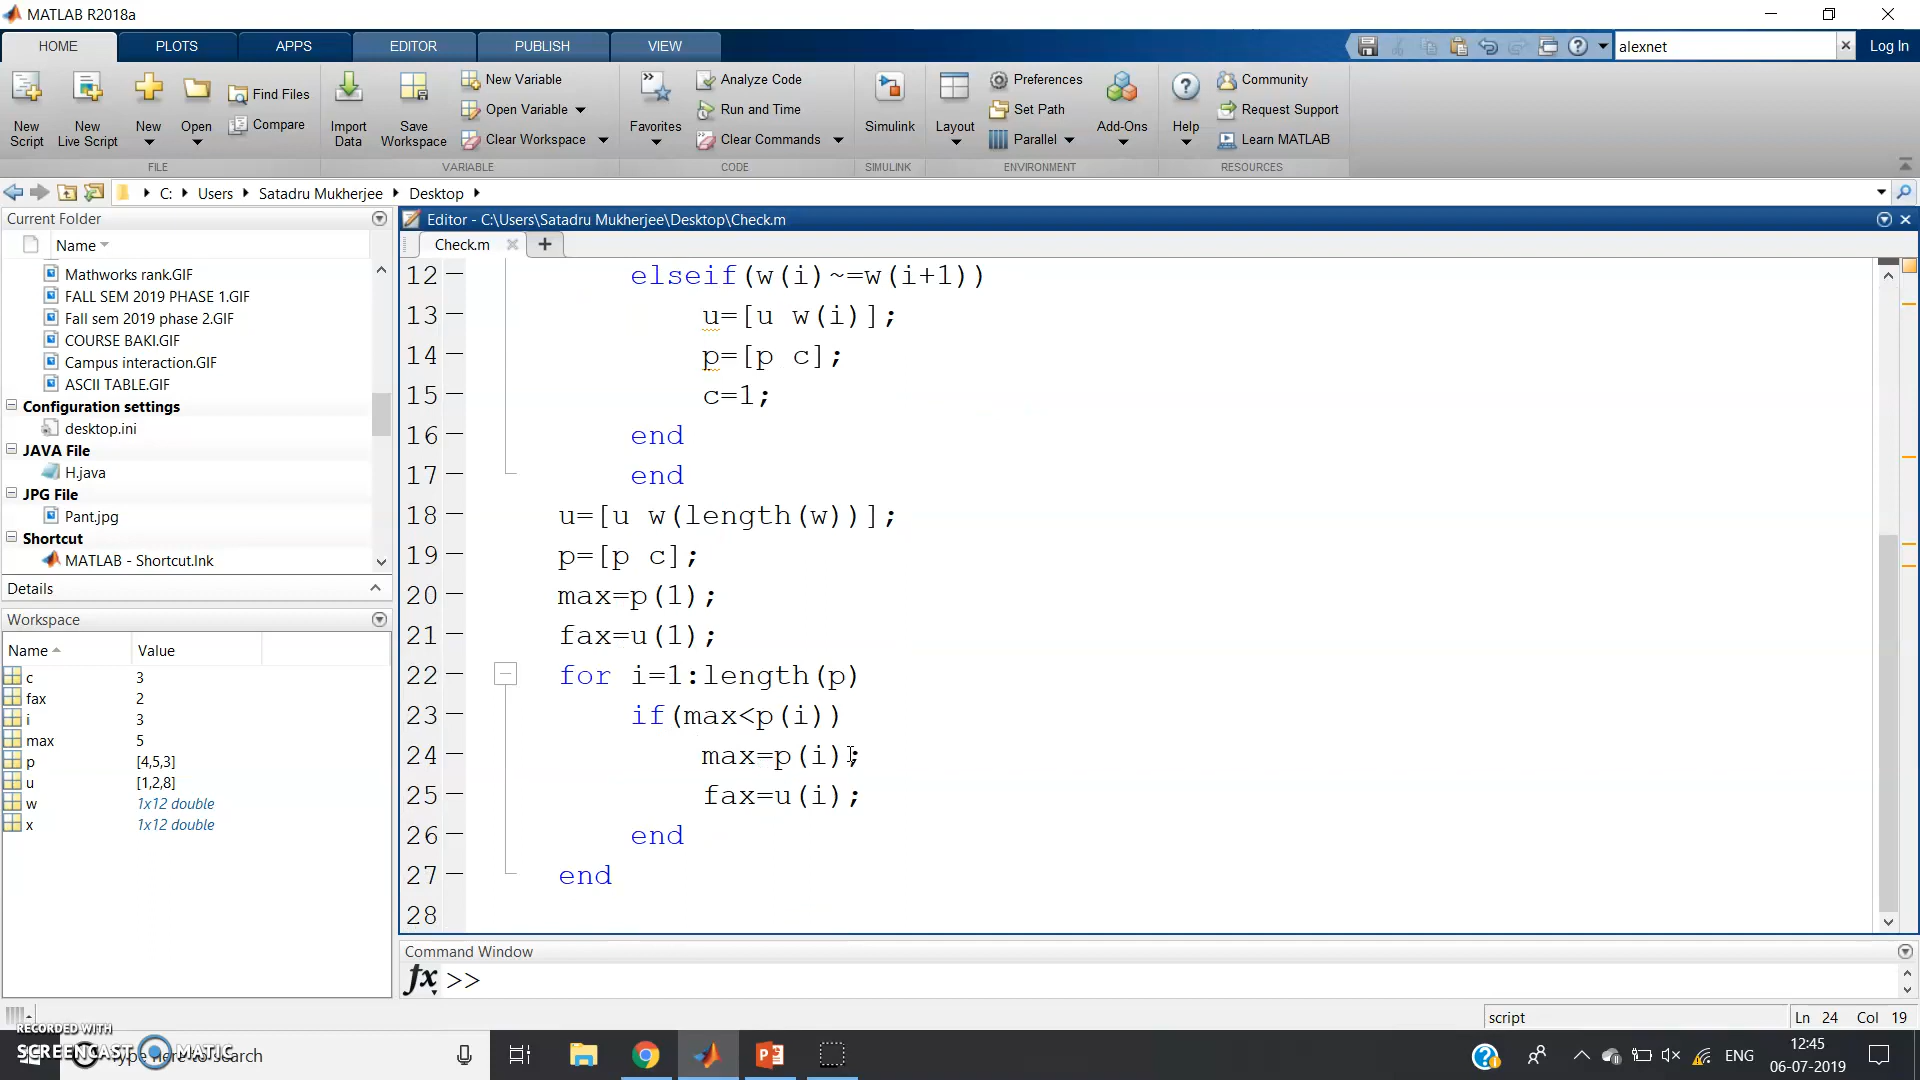 MATLAB R2018a
HOME PLOTS APPS EDITOR PUBLISH VIEW alexnet Log In
New Script
New Live Script
New
Open
Find Files
Compare
Import Data
Save Workspace
New Variable
Open Variable
Clear Workspace
Favorites
Analyze Code
Run and Time
Clear Commands
Simulink
Layout
Preferences
Set Path
Parallel
Add-Ons
Help
Community
Request Support
Learn MATLAB
FILE VARIABLE CODE SIMULINK ENVIRONMENT RESOURCES
C: Users Satadru Mukherjee Desktop
Current Folder
Name
Mathworks rank.GIF
FALL SEM 2019 PHASE 1.GIF
Fall sem 2019 phase 2.GIF
COURSE BAKI.GIF
Campus interaction.GIF
ASCII TABLE.GIF
Configuration settings
desktop.ini
JAVA File
H.java
JPG File
Pant.jpg
Shortcut
MATLAB - Shortcut.lnk
Details
Workspace
Name Value
c 3
fax 2
i 3
max 5
p [4,5,3]
u [1,2,8]
w 1x12 double
x 1x12 double
Editor - C:\Users\Satadru Mukherjee\Desktop\Check.m
Check.m
12 elseif(w(i)~=w(i+1))
13 u=[u w(i)];
14 p=[p c];
15 c=1;
16 end
17 end
18 u=[u w(length(w))];
19 p=[p c];
20 max=p(1);
21 fax=u(1);
22 for i=1:length(p)
23 if(max<p(i))
24 max=p(i);
25 fax=u(i);
26 end
27 end
28
Command Window
fx >>
script Ln 24 Col 19
RECORDED WITH
SCREENCAST MATIC
Type here to search
ENG
12:45
06-07-2019